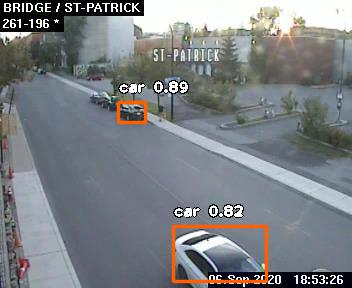 BRIDGE / ST-PATRICK
261-196 *
ST-PATRICK
car 0.89
car 0.82
06 Sep 2020 18:53:26